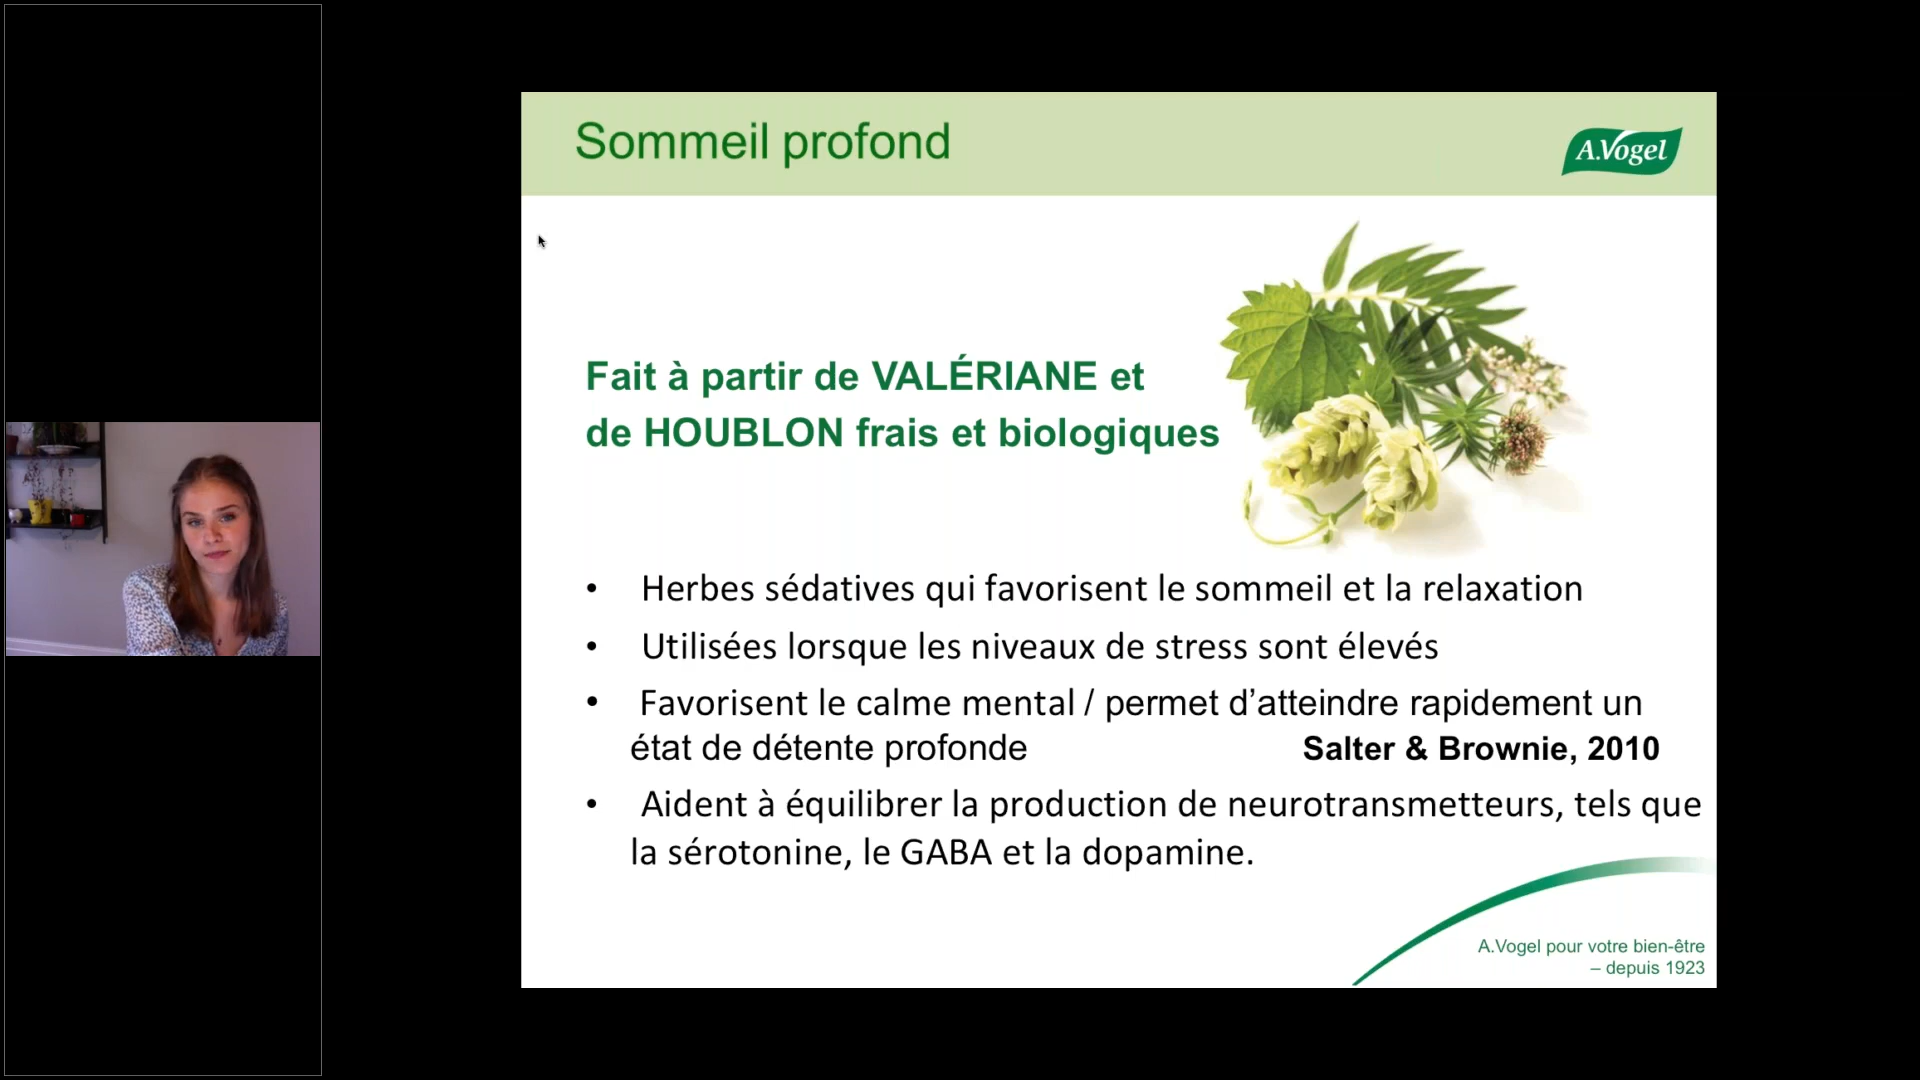 Sommeil profond
A.Vogel
Fait à partir de VALÉRIANE et
de HOUBLON frais et biologiques
• Herbes sédatives qui favorisent le sommeil et la relaxation
• Utilisées lorsque les niveaux de stress sont élevés
• Favorisent le calme mental / permet d’atteindre rapidement un
état de détente profonde Salter & Brownie, 2010
• Aident à équilibrer la production de neurotransmetteurs, tels que
la sérotonine, le GABA et la dopamine.
A.Vogel pour votre bien-être
– depuis 1923